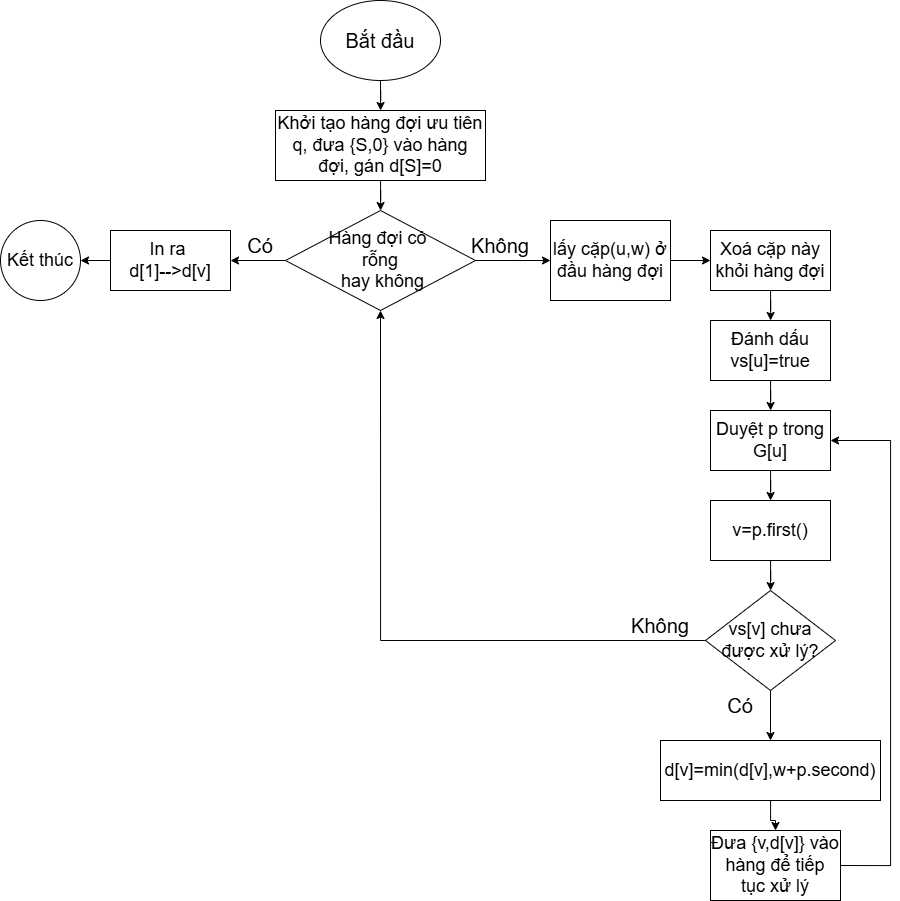 Bắt đầu
Khởi tạo hàng đợi ưu tiên
q, đưa {S,0} vào hàng
đợi, gán d[S]=0
Hàng đợi có
rỗng
hay không
Có
Không
In ra
d[1]-->d[v]
Kết thúc
lấy cặp(u,w) ở
đầu hàng đợi
Xoá cặp này
khỏi hàng đợi
Đánh dấu
vs[u]=true
Duyệt p trong
G[u]
v=p.first()
vs[v] chưa
được xử lý?
Không
Có
d[v]=min(d[v],w+p.second)
Đưa {v,d[v]} vào
hàng để tiếp
tục xử lý